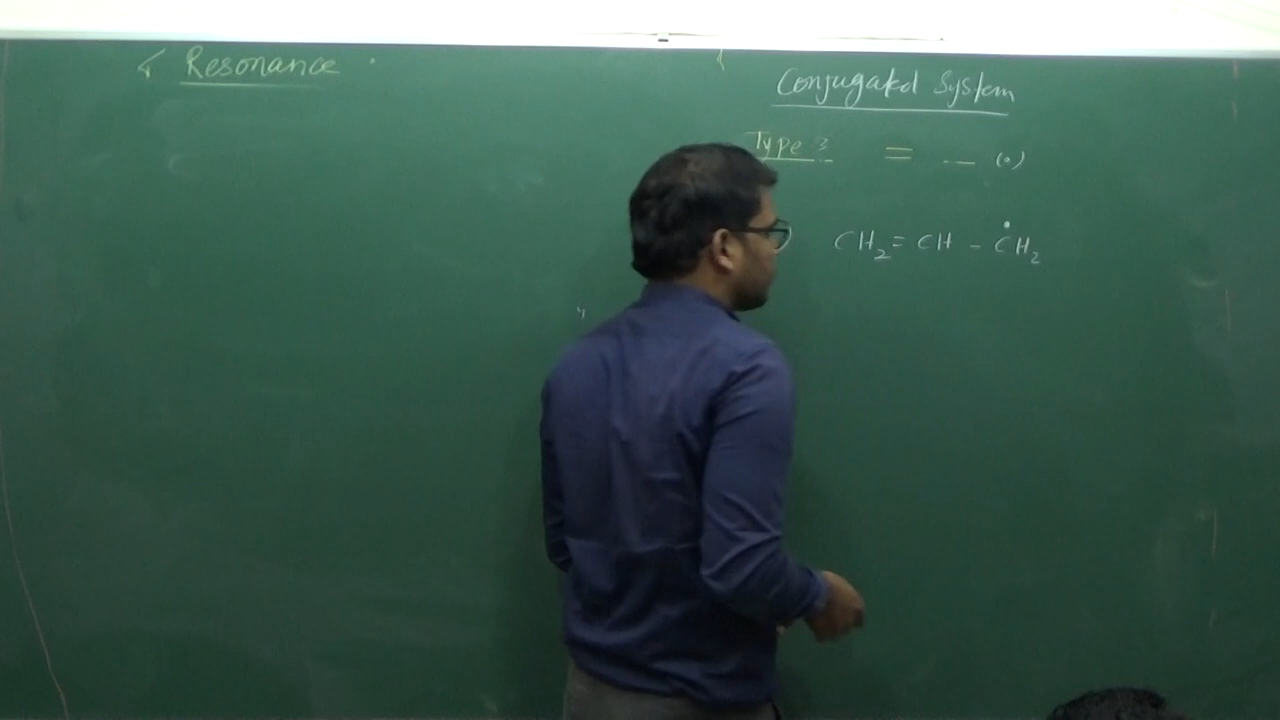 Resonance
Conjugated System
Type 3 = — (•)
CH₂ = CH - ĊH₂